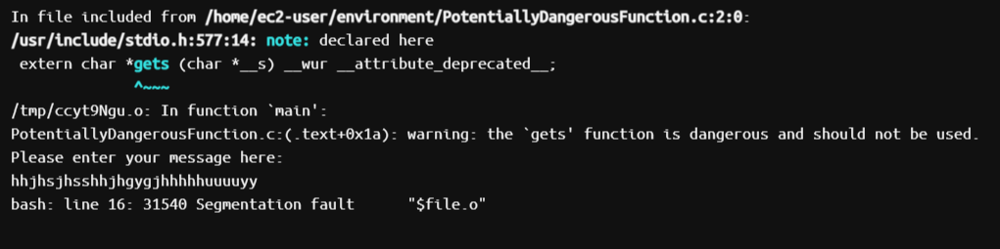 In file included from /home/ec2-user/environment/PotentiallyDangerousFunction.c:2:0:
/usr/include/stdio.h:577:14: note: declared here
 extern char *gets (char *__s) __wur __attribute_deprecated__;
              ^~~~
/tmp/ccyt9Ngu.o: In function `main':
PotentiallyDangerousFunction.c:(.text+0x1a): warning: the `gets' function is dangerous and should not be used.
Please enter your message here:
hhjhsjhsshhjhgygjhhhhhuuuuyy
bash: line 16: 31540 Segmentation fault      "$file.o"